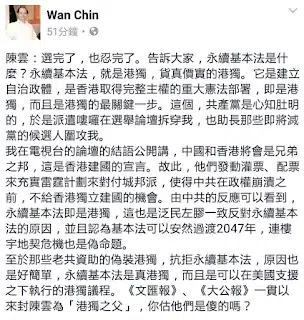 Wan Chin
51分鐘
陳雲：選完了，也忍完了。告訴大家，永續基本法是什
麼？永續基本法，就是港獨，貨真價實的港獨。它是建立
自治政體，是香港取得完整主權的重大憲法部署，即是港
獨，而且是港獨的最關鍵一步。這個，共產黨是心知肚明
的，於是派遣嘍囉在選舉論壇拆穿我，也助長那些即將滅
黨的候選人圍攻我。
我在電視台的論壇的結語公開講，中國和香港將會是兄弟
之邦，這是香港建國的宣言。故此，他們發動灌票、配票
來充實雷霆計劃來對付城邦派，使得中共在政權崩潰之
前，不給香港獨立建國的機會。由中共的反應可以看到，
永續基本法即是港獨，這也是泛民左膠一致反對永續基本
法的原因，並且認為基本法可以安然過渡2047年，連樓
宇地契危機也是偽命題。
至於那些老共資助的偽裝港獨，抗拒永續基本法，原因也
是好簡單，永續基本法是真港獨，而且是可以在美國支援
之下執行的港獨議程。《文匯報》、《大公報》一貫以
來封陳雲為「港獨之父」，你估他們是傻的嗎？